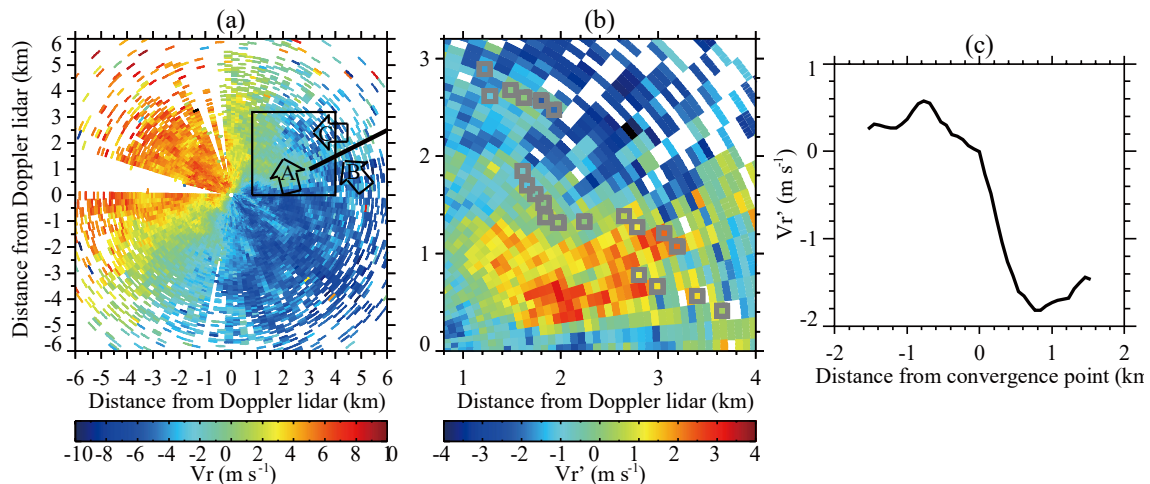 (a)
(b)
(c)
Distance from Doppler lidar (km)
6
5
4
3
2
1
0
-1
-2
-3
-4
-5
-6
-6 -5 -4 -3 -2 -1 0 1 2 3 4 5 6
Distance from Doppler lidar (km)
A
B
C
-10 -8 -6 -4 -2 0 2 4 6 8 10
Vr (m s-1)
3
2
1
0
1 2 3 4
Distance from Doppler lidar (km)
-4 -3 -2 -1 0 1 2 3 4
Vr’ (m s-1)
Vr’ (m s-1)
1
0
-1
-2
-2 -1 0 1 2
Distance from convergence point (km